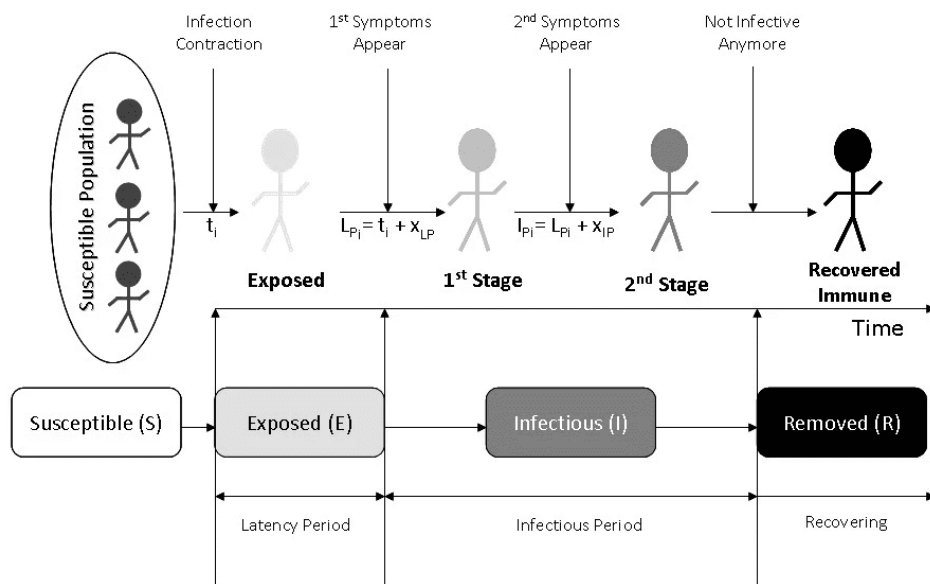 Infection
Contraction
1st Symptoms
Appear
2nd Symptoms
Appear
Not Infective
Anymore
Susceptible Population
ti
LPi= ti + xLP
IPi= LPi + xIP
Exposed
1st Stage
2nd Stage
Recovered
Immune
Time
Susceptible (S)
Exposed (E)
Infectious (I)
Removed (R)
Latency Period
Infectious Period
Recovering